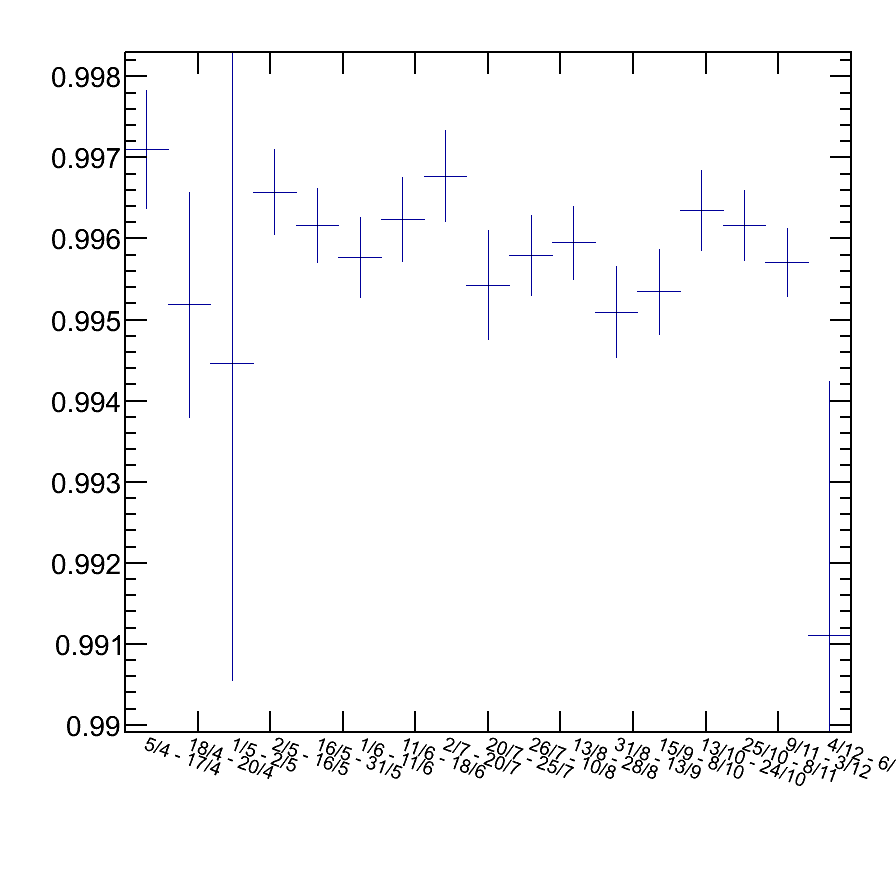 0.998
0.997
0.996
0.995
0.994
0.993
0.992
0.991
0.99
5/4 - 17/4
18/4 - 20/4
1/5 - 2/5
2/5 - 16/5
16/5 - 31/5
1/6 - 11/6
11/6 - 18/6
2/7 - 20/7
20/7 - 25/7
26/7 - 10/8
13/8 - 28/8
31/8 - 13/9
15/9 - 8/10
13/10 - 24/10
25/10 - 8/11
9/11 - 3/12
4/12 - 6/